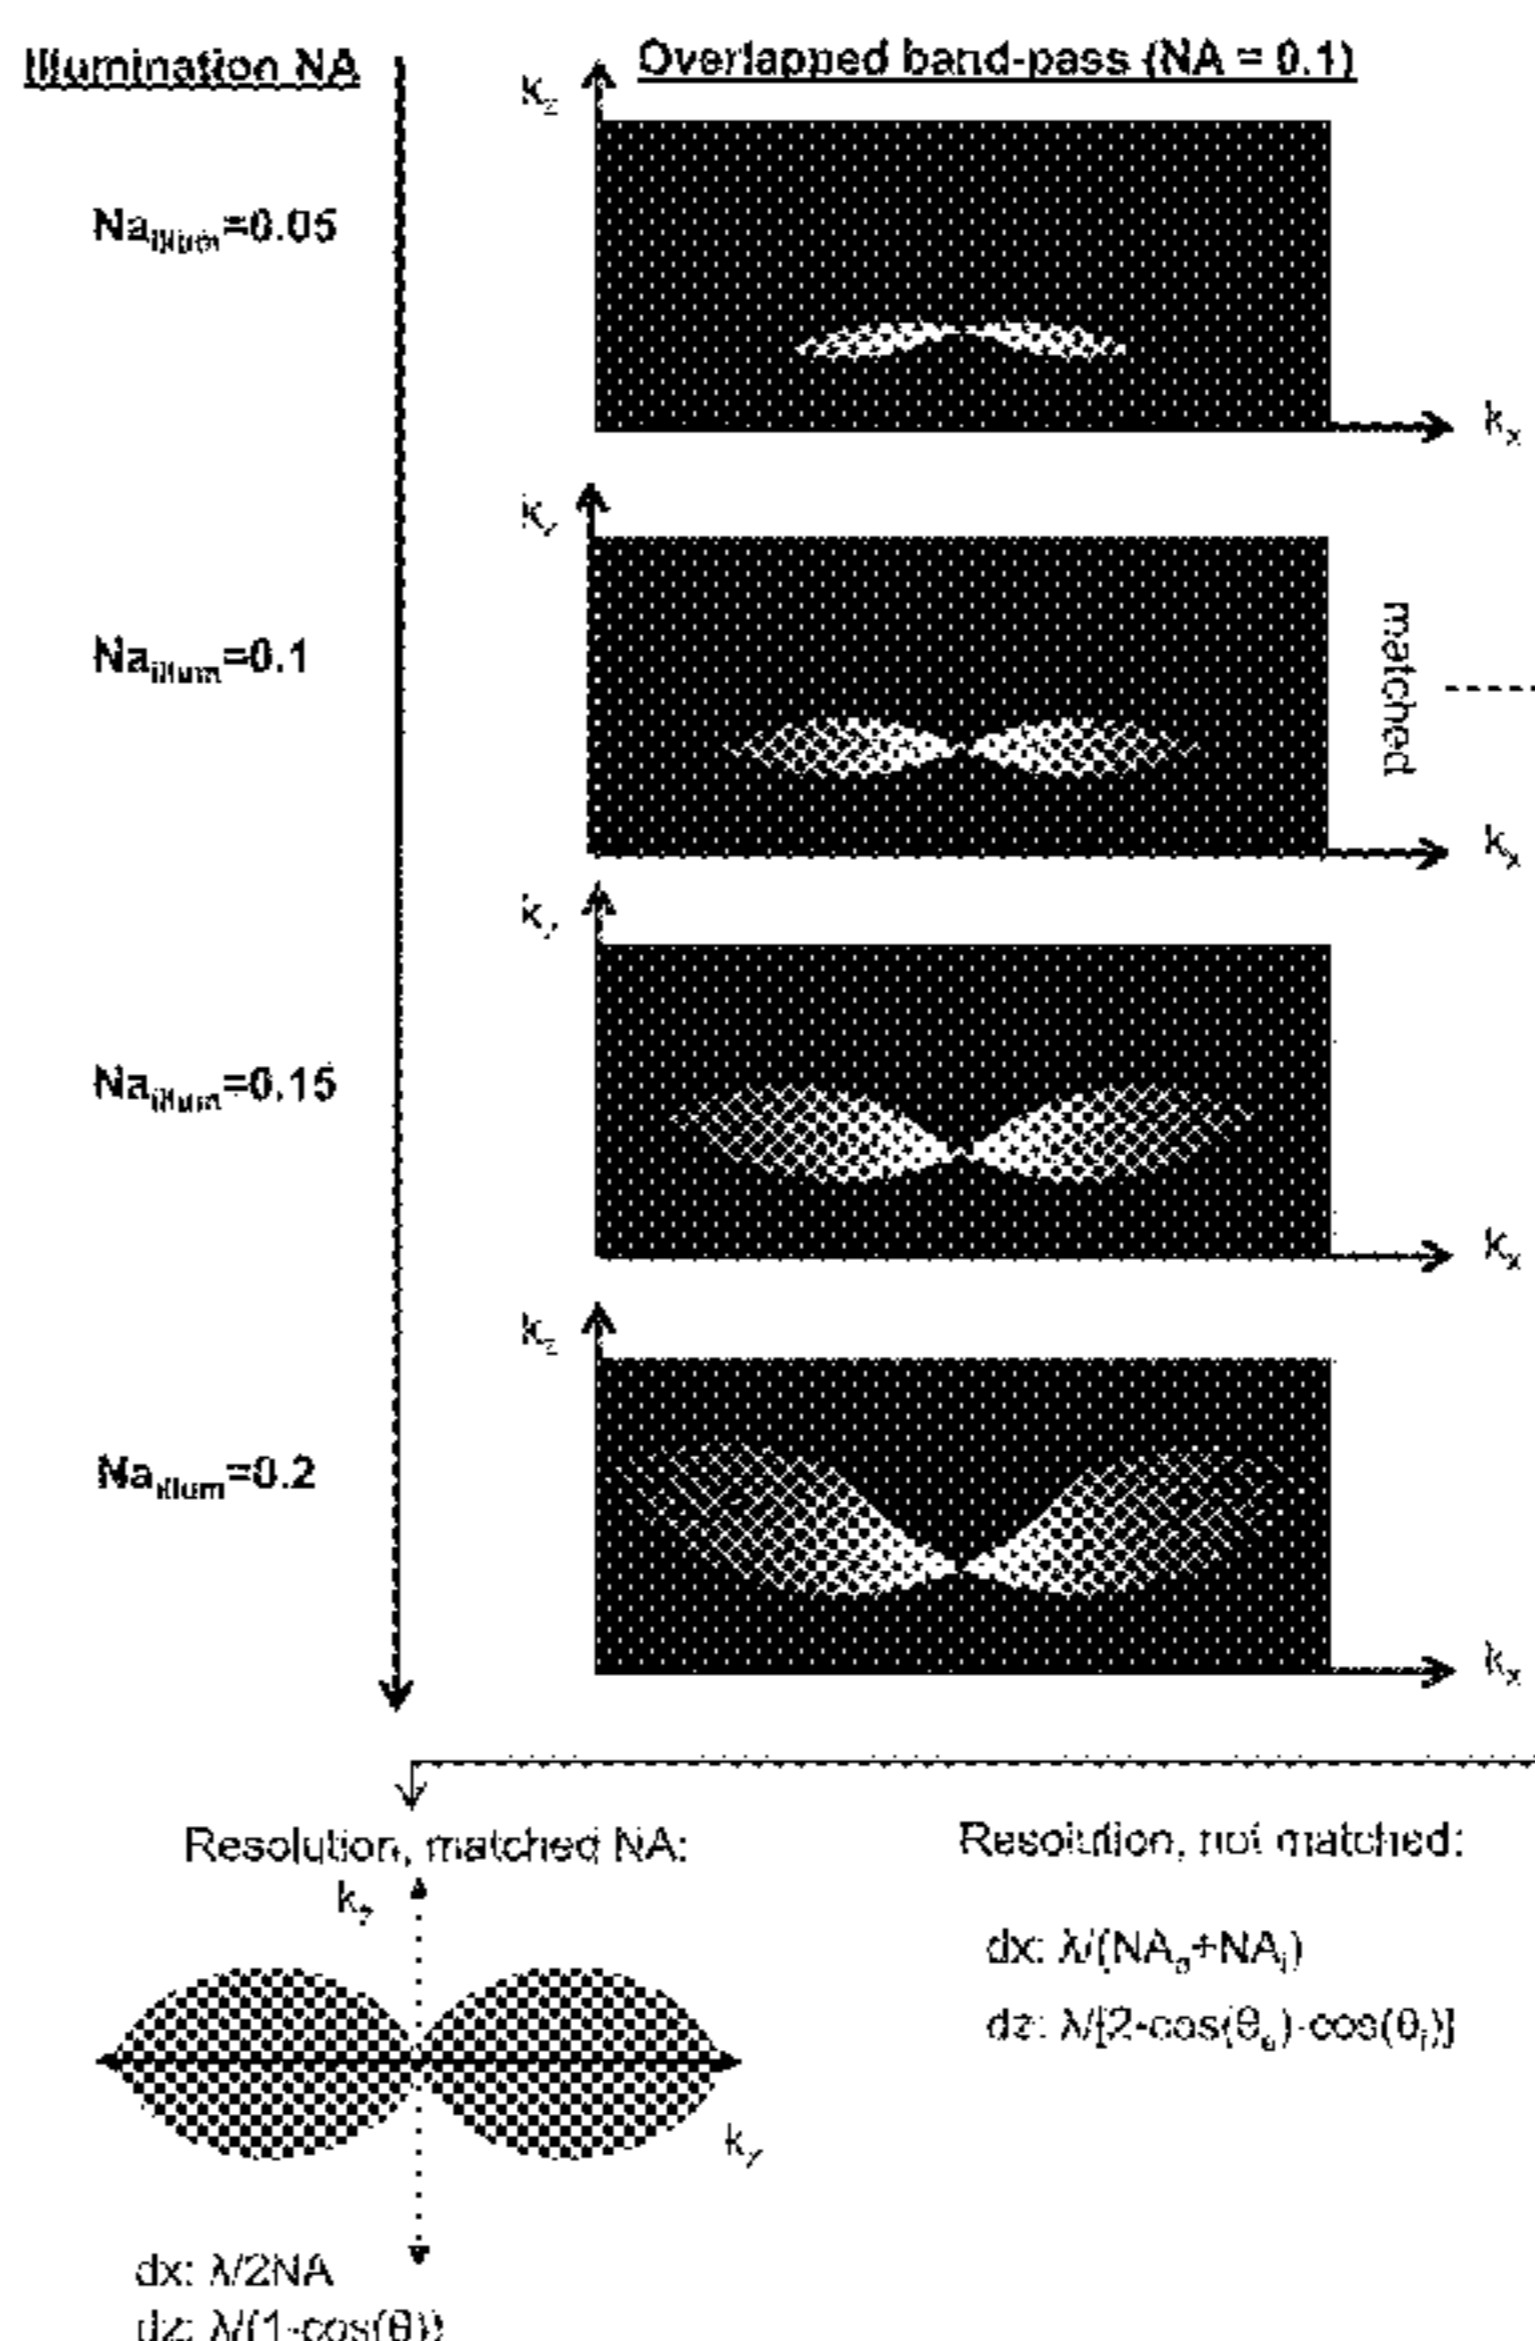 Illumination NA
Overlapped band-pass (NA = 0.1)
kz
Naillum=0.05
kx
kz
Naillum=0.1
matched
kx
kz
Naillum=0.15
kx
kz
Naillum=0.2
kx
Resolution, matched NA:
Resolution, not matched:
kz
dx: λ/(NAo+NAi)
dz: λ/[2-cos(θo)-cos(θi)]
dx: λ/2NA
dz: λ/(1-cos(θ))